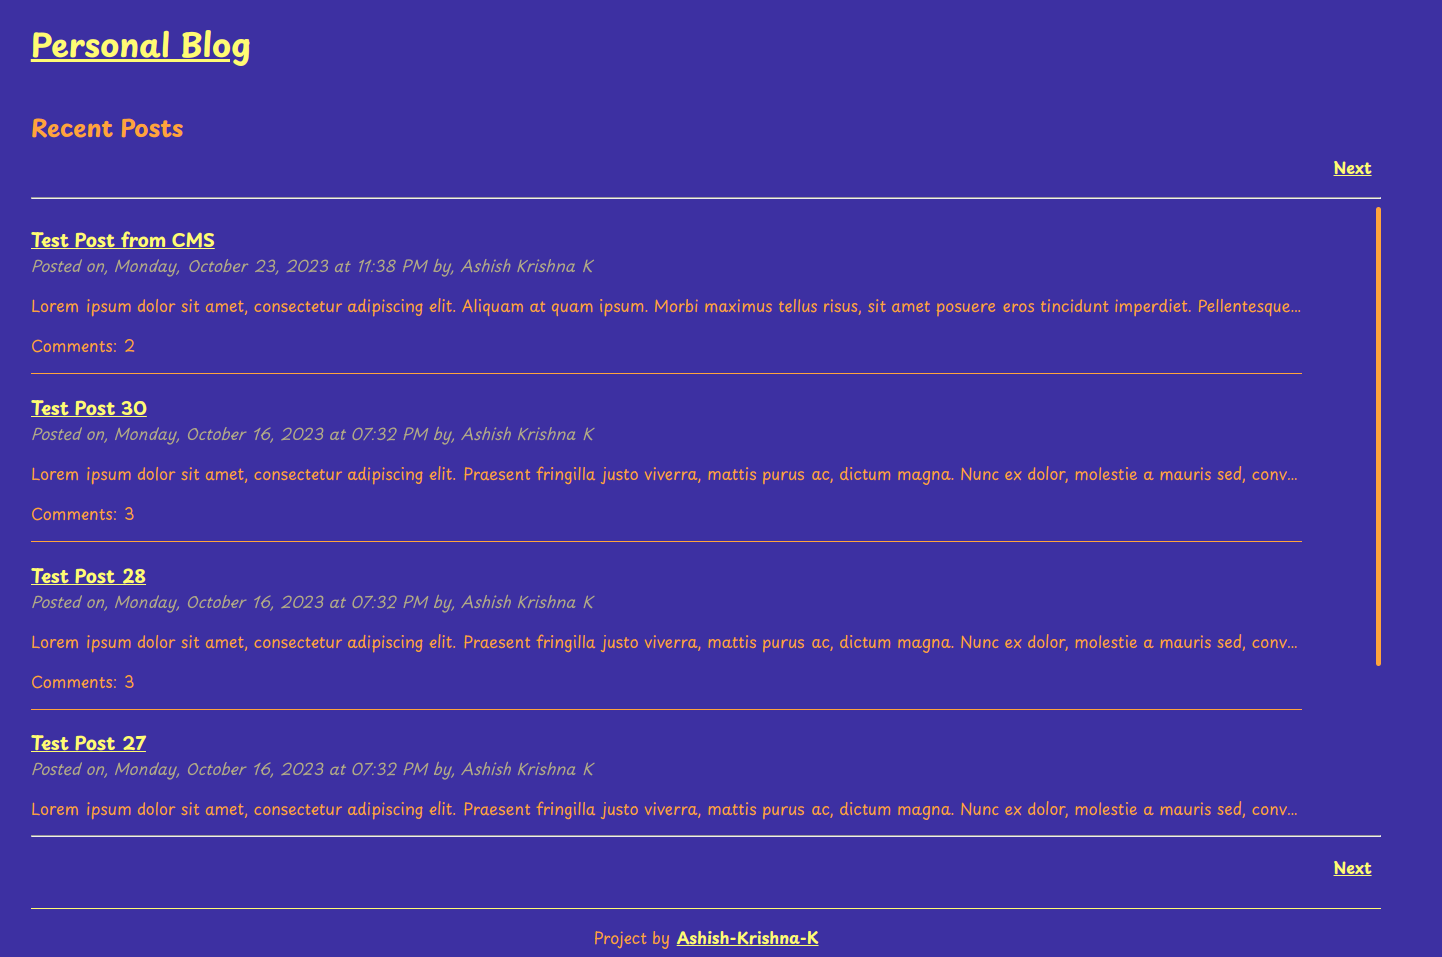 Personal Blog
Recent Posts
Next
Test Post from CMS
Posted on, Monday, October 23, 2023 at 11:38 PM by, Ashish Krishna K
Lorem ipsum dolor sit amet, consectetur adipiscing elit. Aliquam at quam ipsum. Morbi maximus tellus risus, sit amet posuere eros tincidunt imperdiet. Pellentesque...
Comments: 2
Test Post 30
Posted on, Monday, October 16, 2023 at 07:32 PM by, Ashish Krishna K
Lorem ipsum dolor sit amet, consectetur adipiscing elit. Praesent fringilla justo viverra, mattis purus ac, dictum magna. Nunc ex dolor, molestie a mauris sed, conv...
Comments: 3
Test Post 28
Posted on, Monday, October 16, 2023 at 07:32 PM by, Ashish Krishna K
Lorem ipsum dolor sit amet, consectetur adipiscing elit. Praesent fringilla justo viverra, mattis purus ac, dictum magna. Nunc ex dolor, molestie a mauris sed, conv...
Comments: 3
Test Post 27
Posted on, Monday, October 16, 2023 at 07:32 PM by, Ashish Krishna K
Lorem ipsum dolor sit amet, consectetur adipiscing elit. Praesent fringilla justo viverra, mattis purus ac, dictum magna. Nunc ex dolor, molestie a mauris sed, conv...
Next
Project by Ashish-Krishna-K